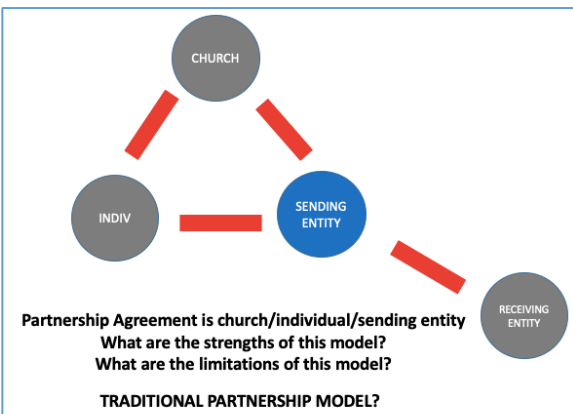 CHURCH
INDIV
SENDING
ENTITY
RECEIVING
ENTITY
Partnership Agreement is church/individual/sending entity
What are the strengths of this model?
What are the limitations of this model?
TRADITIONAL PARTNERSHIP MODEL?